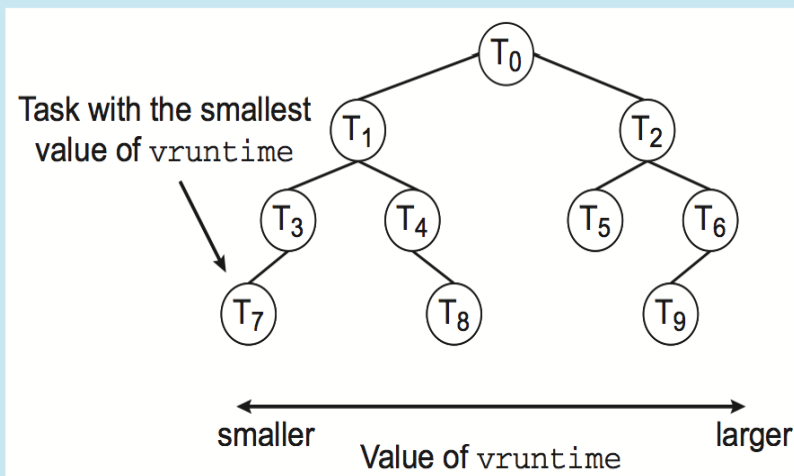 T₀
Task with the smallest
value of vruntime
T₁
T₂
T₃
T₄
T₅
T₆
T₇
T₈
T₉
smaller
larger
Value of vruntime